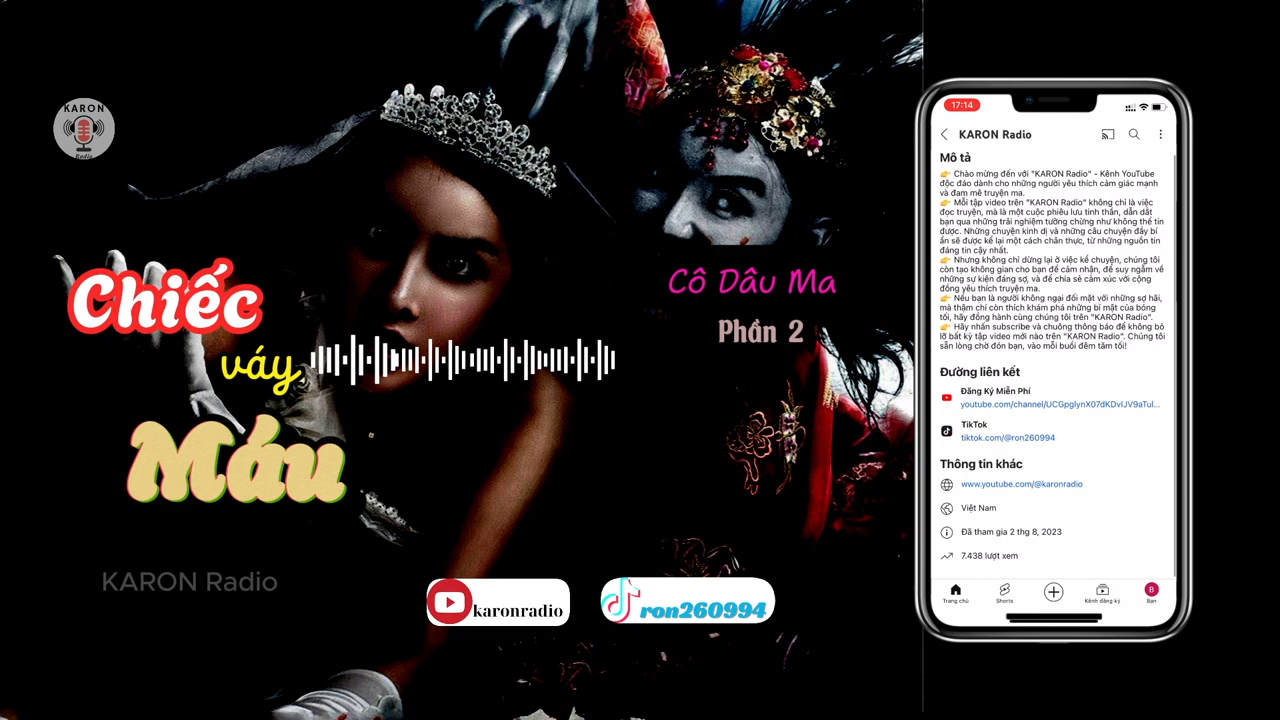 KARON
Radio
Chiếc
váy
Máu
KARON Radio
Cô Dâu Ma
Phần 2
karonradio
ron260994
17:14
KARON Radio
Mô tả
👉 Chào mừng đến với "KARON Radio" - Kênh YouTube
độc đáo dành cho những người yêu thích cảm giác mạnh
và đam mê truyện ma.
👉 Mỗi tập video trên "KARON Radio" không chỉ là việc
đọc truyện, mà là một cuộc phiêu lưu tinh thần, dẫn dắt
bạn qua những trải nghiệm tưởng chừng như không thể tin
được. Những chuyện kinh dị và những câu chuyện đầy bí
ẩn sẽ được kể lại một cách chân thực, từ những nguồn tin
đáng tin cậy nhất.
👉 Nhưng không chỉ dừng lại ở việc kể chuyện, chúng tôi
còn tạo không gian cho bạn để cảm nhận, để suy ngẫm về
những sự kiện đáng sợ, và để chia sẻ cảm xúc với cộng
đồng yêu thích truyện ma.
👉 Nếu bạn là người không ngại đối mặt với những sợ hãi,
mà thậm chí còn thích khám phá những bí mật của bóng
tối, hãy đồng hành cùng chúng tôi trên "KARON Radio".
👉 Hãy nhấn subscribe và chuông thông báo để không bỏ
lỡ bất kỳ tập video mới nào trên "KARON Radio". Chúng tôi
sẵn lòng chờ đón bạn, vào mỗi buổi đêm tăm tối!
Đường liên kết
Đăng Ký Miễn Phí
youtube.com/channel/UCGpglynX07dKDvIJV9aTul...
TikTok
tiktok.com/@ron260994
Thông tin khác
www.youtube.com/@karonradio
Việt Nam
Đã tham gia 2 thg 8, 2023
7.438 lượt xem
B
Trang chủ Shorts Kênh đăng ký Bạn